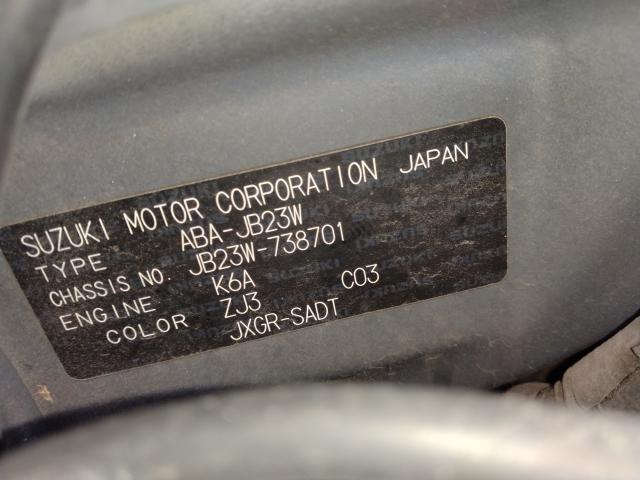 SUZUKI MOTOR CORPORATION JAPAN
TYPE ABA-JB23W
CHASSIS NO. JB23W-738701
ENGINE K6A
COLOR ZJ3 C03
JXGR-SADT